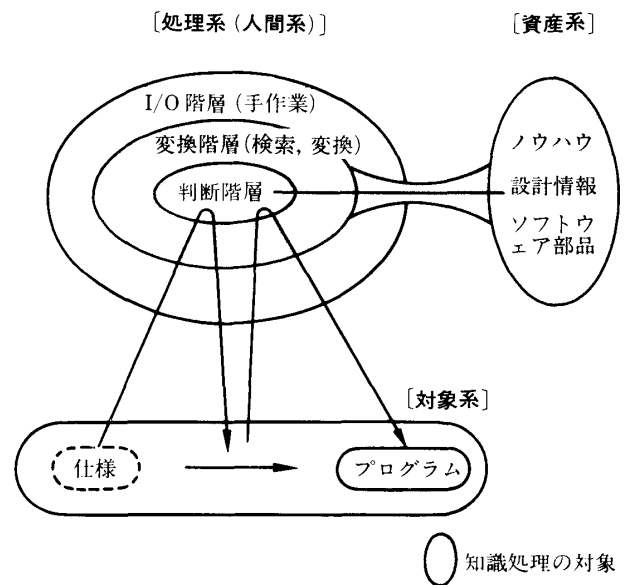 [処理系(人間系)]
[資産系]
I/O 階層(手作業)
変換階層(検索, 変換)
判断階層
ノウハウ
設計情報
ソフトウ
ェア部品
[対象系]
仕様
プログラム
知識処理の対象